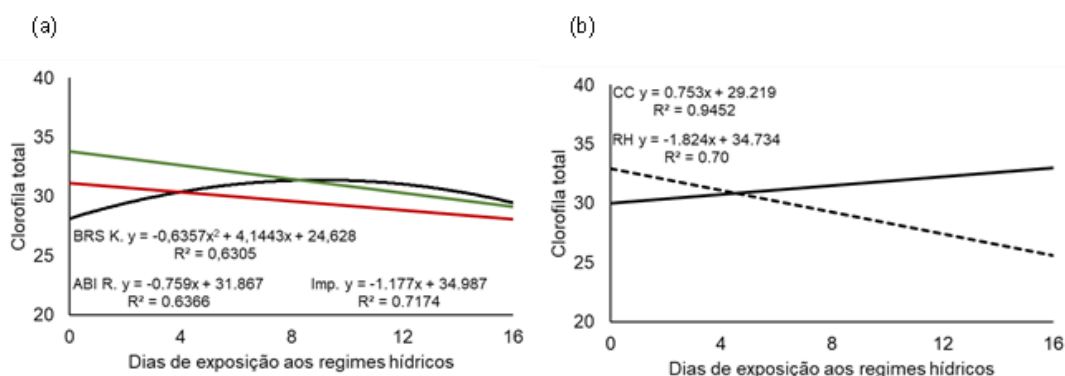 (a)
Clorofila total
40
35
30
25
20
BRS K. y = -0,6357x² + 4,1443x + 24,628
R² = 0,6305
ABI R. y = -0.759x + 31.867
R² = 0.6366
Imp. y = -1.177x + 34.987
R² = 0.7174
0 4 8 12 16
Dias de exposição aos regimes hídricos
(b)
Clorofila total
40
35
30
25
20
CC y = 0.753x + 29.219
R² = 0.9452
RH y = -1.824x + 34.734
R² = 0.70
0 4 8 12 16
Dias de exposição aos regimes hídricos